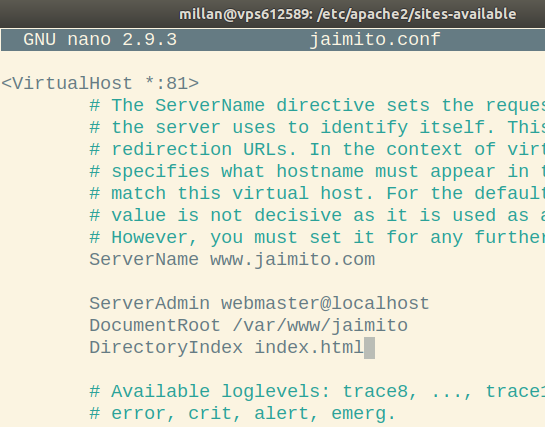 millan@vps612589: /etc/apache2/sites-available
GNU nano 2.9.3 jaimito.conf
<VirtualHost *:81>
# The ServerName directive sets the reques
# the server uses to identify itself. This
# redirection URLs. In the context of virt
# specifies what hostname must appear in t
# match this virtual host. For the default
# value is not decisive as it is used as a
# However, you must set it for any further
ServerName www.jaimito.com
ServerAdmin webmaster@localhost
DocumentRoot /var/www/jaimito
DirectoryIndex index.html
# Available loglevels: trace8, ..., trace1
# error, crit, alert, emerg.